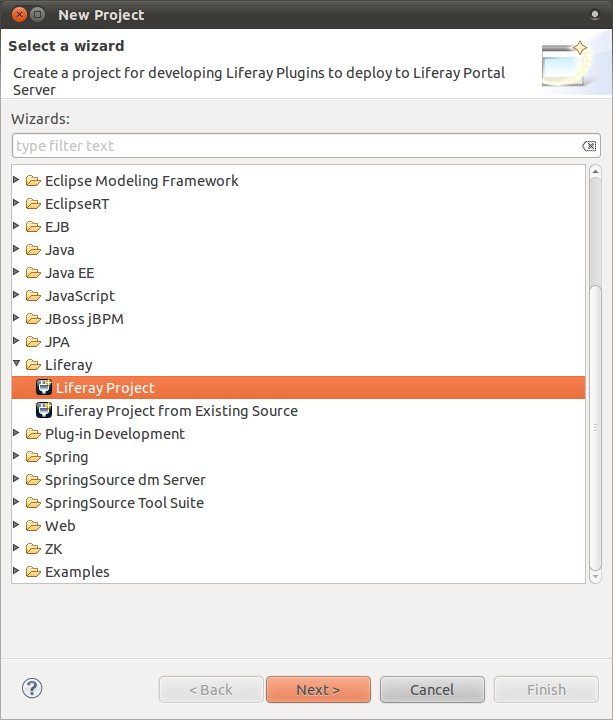 New Project
Select a wizard
Create a project for developing Liferay Plugins to deploy to Liferay Portal
Server
Wizards:
type filter text
Eclipse Modeling Framework
EclipseRT
EJB
Java
Java EE
JavaScript
JBoss jBPM
JPA
Liferay
Liferay Project
Liferay Project from Existing Source
Plug-in Development
Spring
SpringSource dm Server
SpringSource Tool Suite
Web
ZK
Examples
? < Back Next > Cancel Finish